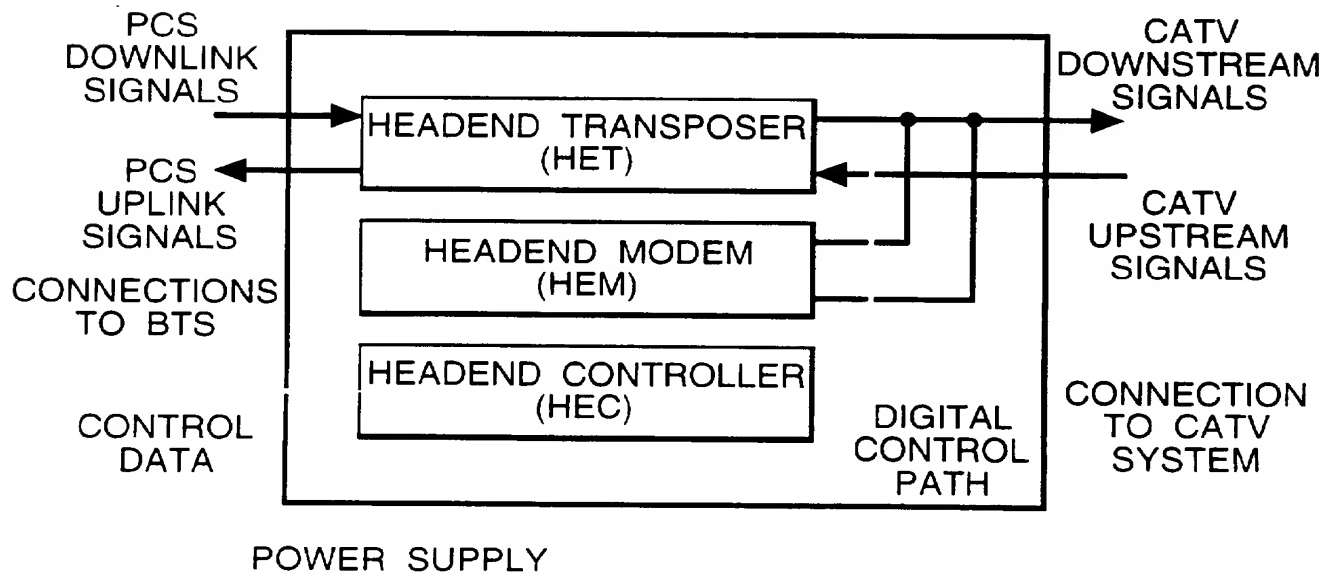 PCS
DOWNLINK
SIGNALS
CATV
DOWNSTREAM
SIGNALS
HEADEND TRANSPOSER
(HET)
PCS
UPLINK
SIGNALS
CATV
UPSTREAM
SIGNALS
HEADEND MODEM
(HEM)
CONNECTIONS
TO BTS
HEADEND CONTROLLER
(HEC)
CONTROL
DATA
DIGITAL
CONTROL
PATH
CONNECTION
TO CATV
SYSTEM
POWER SUPPLY